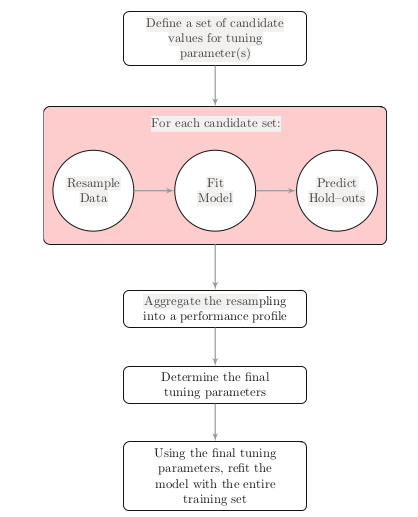 Define a set of candidate
values for tuning
parameter(s)
For each candidate set:
Resample
Data
Fit
Model
Predict
Hold–outs
Aggregate the resampling
into a performance profile
Determine the final
tuning parameters
Using the final tuning
parameters, refit the
model with the entire
training set